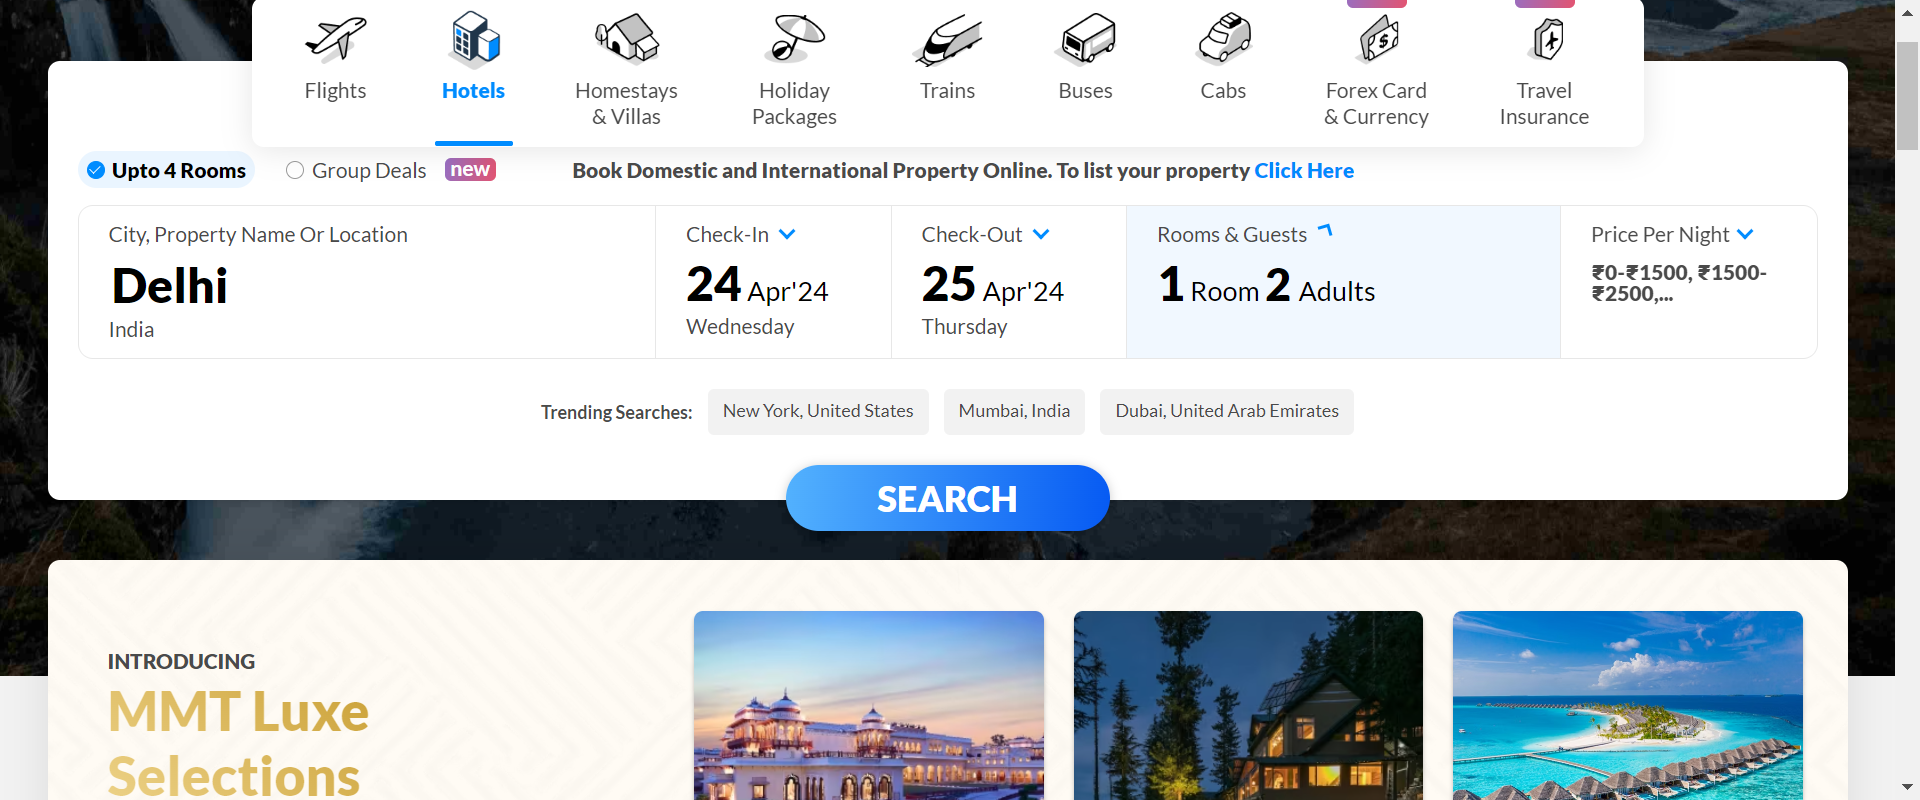 Flights
Hotels
Homestays
& Villas
Holiday
Packages
Trains
Buses
Cabs
Forex Card
& Currency
Travel
Insurance
Upto 4 Rooms
Group Deals
new
Book Domestic and International Property Online. To list your property Click Here
City, Property Name Or Location
Delhi
India
Check-In
24 Apr'24
Wednesday
Check-Out
25 Apr'24
Thursday
Rooms & Guests
1 Room 2 Adults
Price Per Night
₹0-₹1500, ₹1500-
₹2500,...
Trending Searches:
New York, United States
Mumbai, India
Dubai, United Arab Emirates
SEARCH
INTRODUCING
MMT Luxe
Selections